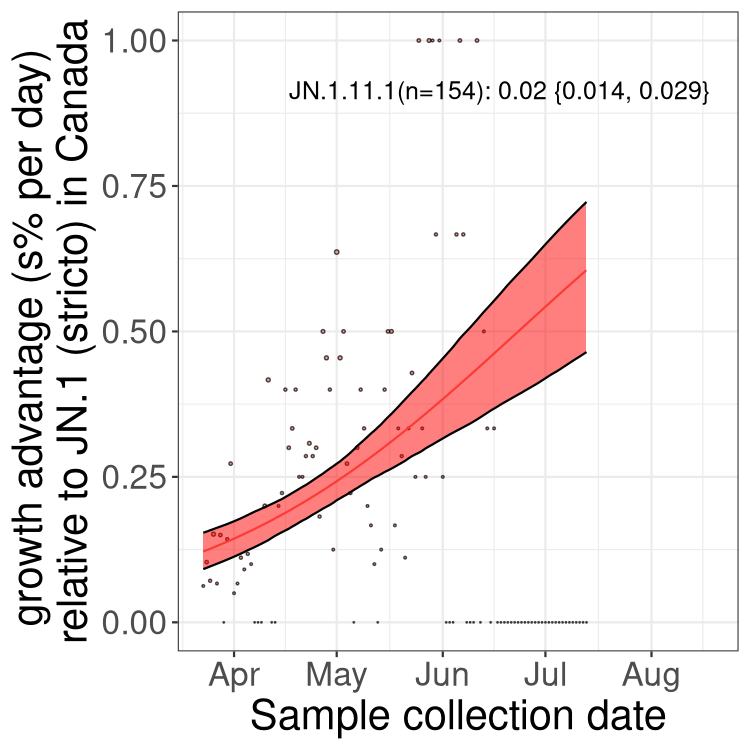 growth advantage (s% per day)
relative to JN.1 (stricto) in Canada
1.00
0.75
0.50
0.25
0.00
JN.1.11.1(n=154): 0.02 {0.014, 0.029}
Apr May Jun Jul Aug
Sample collection date